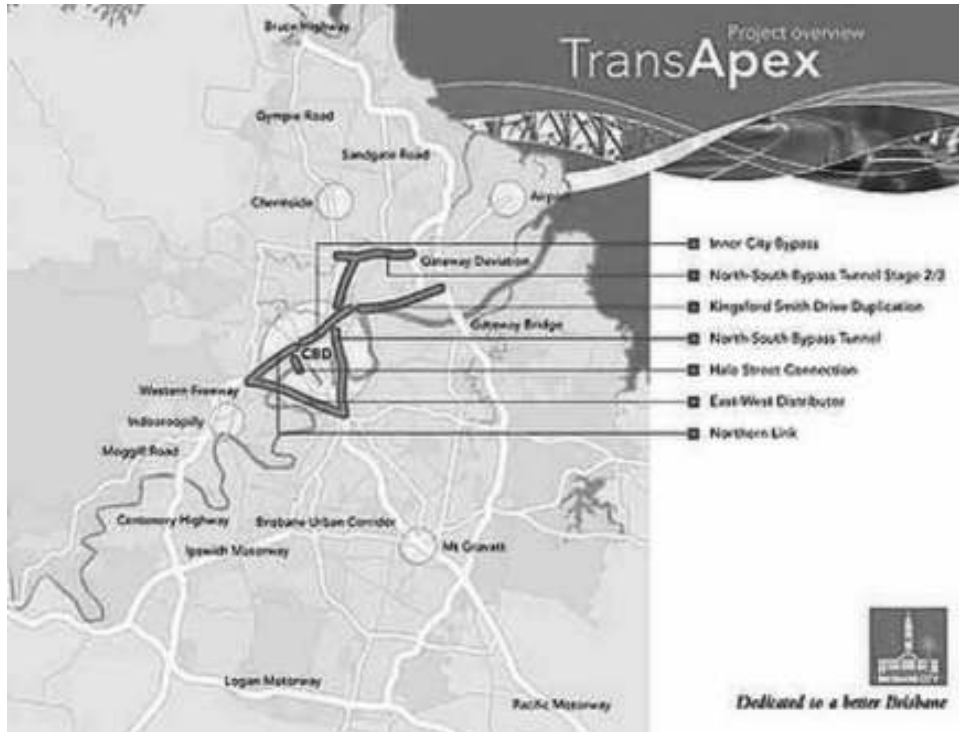 Project overview
TransApex
Bruce Highway
Gympie Road
Sandgate Road
Chermside
Airport
Inner City Bypass
Gateway Deviation
North-South Bypass Tunnel Stage 2/3
Kingsford Smith Drive Duplication
Gateway Bridge
North-South Bypass Tunnel
CBD
Hale Street Connection
Western Freeway
East-West Distributor
Indooroopilly
Northern Link
Moggill Road
Centenary Highway
Brisbane Urban Corridor
Ipswich Motorway
Mt Gravatt
Logan Motorway
Pacific Motorway
BRISBANE CITY
Dedicated to a better Brisbane